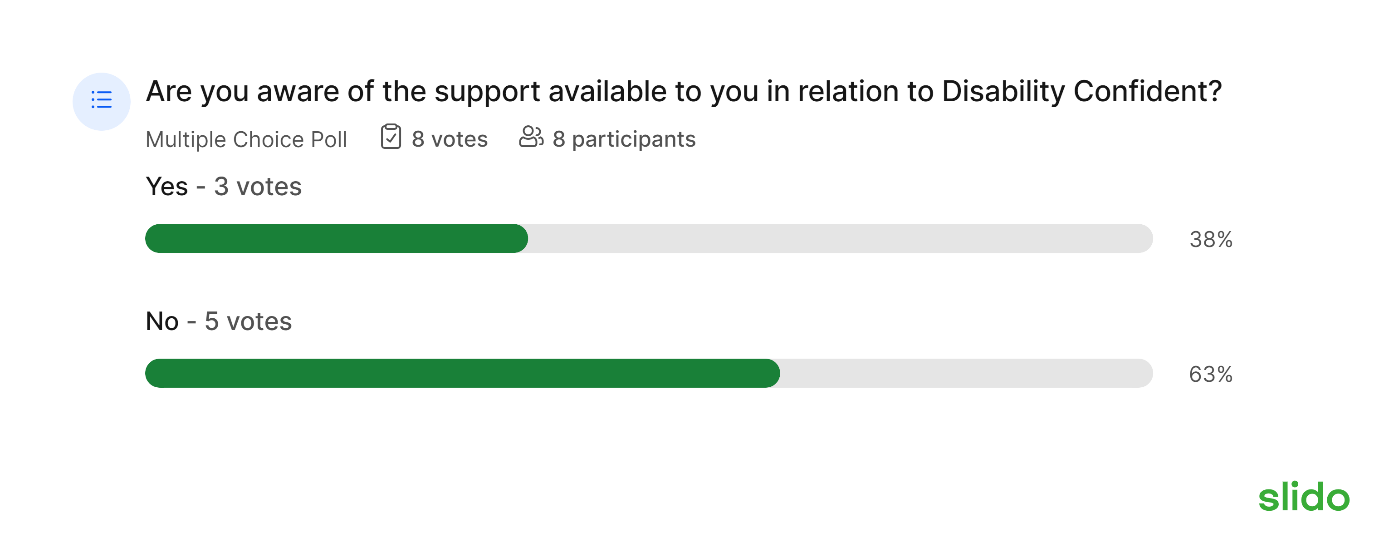 Are you aware of the support available to you in relation to Disability Confident?
Multiple Choice Poll 8 votes 8 participants
Yes - 3 votes
38%
No - 5 votes
63%
slido